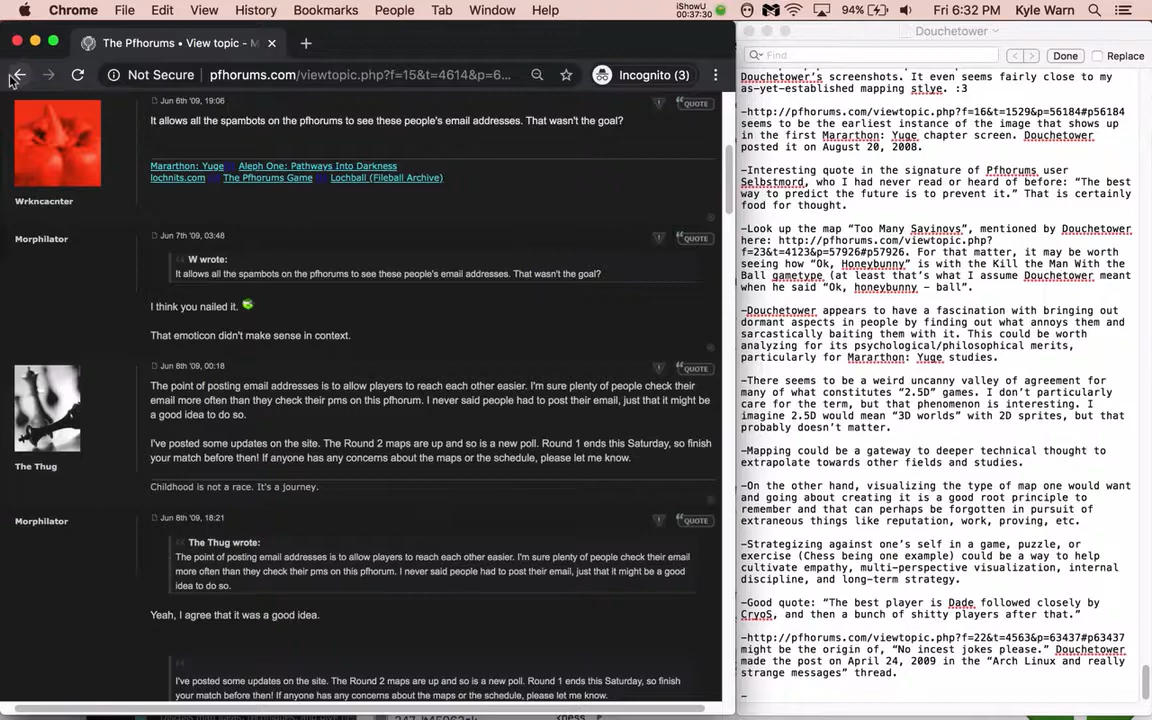 Chrome File Edit View History Bookmarks People Tab Window Help iShowU 00:37:30 94% Fri 6:32 PM Kyle Warn
The Pfhorums • View topic - M
Douchetower
Find Done Replace
Not Secure pfhorums.com/viewtopic.php?f=15&t=4614&p=6... Incognito (3)
Jun 6th '09, 19:06
QUOTE
It allows all the spambots on the pfhorums to see these people's email addresses. That wasn't the goal?
Mararthon: Yuge Aleph One: Pathways Into Darkness
lochnits.com The Pfhorums Game Lochball (Fileball Archive)
Wrkncacnter
Morphilator
Jun 7th '09, 03:48
QUOTE
W wrote:
It allows all the spambots on the pfhorums to see these people's email addresses. That wasn't the goal?
I think you nailed it.
That emoticon didn't make sense in context.
Jun 8th '09, 00:18
QUOTE
The point of posting email addresses is to allow players to reach each other easier. I'm sure plenty of people check their
email more often than they check their pms on this pfhorum. I never said people had to post their email, just that it might be
a good idea to do so.
I've posted some updates on the site. The Round 2 maps are up and so is a new poll. Round 1 ends this Saturday, so finish
your match before then! If anyone has any concerns about the maps or the schedule, please let me know.
The Thug
Childhood is not a race. It's a journey.
Morphilator
Jun 8th '09, 18:21
QUOTE
The Thug wrote:
The point of posting email addresses is to allow players to reach each other easier. I'm sure plenty of people check their
email more often than they check their pms on this pfhorum. I never said people had to post their email, just that it might be a good
idea to do so.
Yeah, I agree that it was a good idea.
I've posted some updates on the site. The Round 2 maps are up and so is a new poll. Round 1 ends this Saturday, so
finish your match before then! If anyone has any concerns about the maps or the schedule, please let me know.
Douchetower's screenshots. It even seems fairly close to my
as-yet-established mapping stlye. :3
-http://pfhorums.com/viewtopic.php?f=16&t=1529&p=56184#p56184
seems to be the earliest instance of the image that shows up
in the first Mararthon: Yuge chapter screen. Douchetower
posted it on August 20, 2008.
-Interesting quote in the signature of Pfhorums user
Selbstmord, who I had never read or heard of before: “The best
way to predict the future is to prevent it.” That is certainly
food for thought.
-Look up the map “Too Many Savinovs”, mentioned by Douchetower
here: http://pfhorums.com/viewtopic.php?
f=23&t=4123&p=57926#p57926. For that matter, it may be worth
seeing how “Ok, Honeybunny” is with the Kill the Man With the
Ball gametype (at least that’s what I assume Douchetower meant
when he said “Ok, honeybunny - ball”).
-Douchetower appears to have a fascination with bringing out
dormant aspects in people by finding out what annoys them and
sarcastically baiting them with it. This could be worth
analyzing for its psychological/philosophical merits,
particularly for Mararthon: Yuge studies.
-There seems to be a weird uncanny valley of agreement for
many of what constitutes “2.5D” games. I don’t particularly
care for the term, but that phenomenon is interesting. I
imagine 2.5D would mean “3D worlds” with 2D sprites, but that
probably doesn’t matter.
-Mapping could be a gateway to deeper technical thought to
extrapolate towards other fields and studies.
-On the other hand, visualizing the type of map one would want
and going about creating it is a good root principle to
remember and that can perhaps be forgotten in pursuit of
extraneous things like reputation, work, proving, etc.
-Strategizing against one’s self in a game, puzzle, or
exercise (Chess being one example) could be a way to help
cultivate empathy, multi-perspective visualization, internal
discipline, and long-term strategy.
-Good quote: “The best player is Dade followed closely by
CryoS, and then a bunch of shitty players after that.”
-http://pfhorums.com/viewtopic.php?f=22&t=4563&p=63437#p63437
might be the origin of, “No incest jokes please.” Douchetower
made the post on April 24, 2009 in the “Arch Linux and really
strange messages” thread.
-